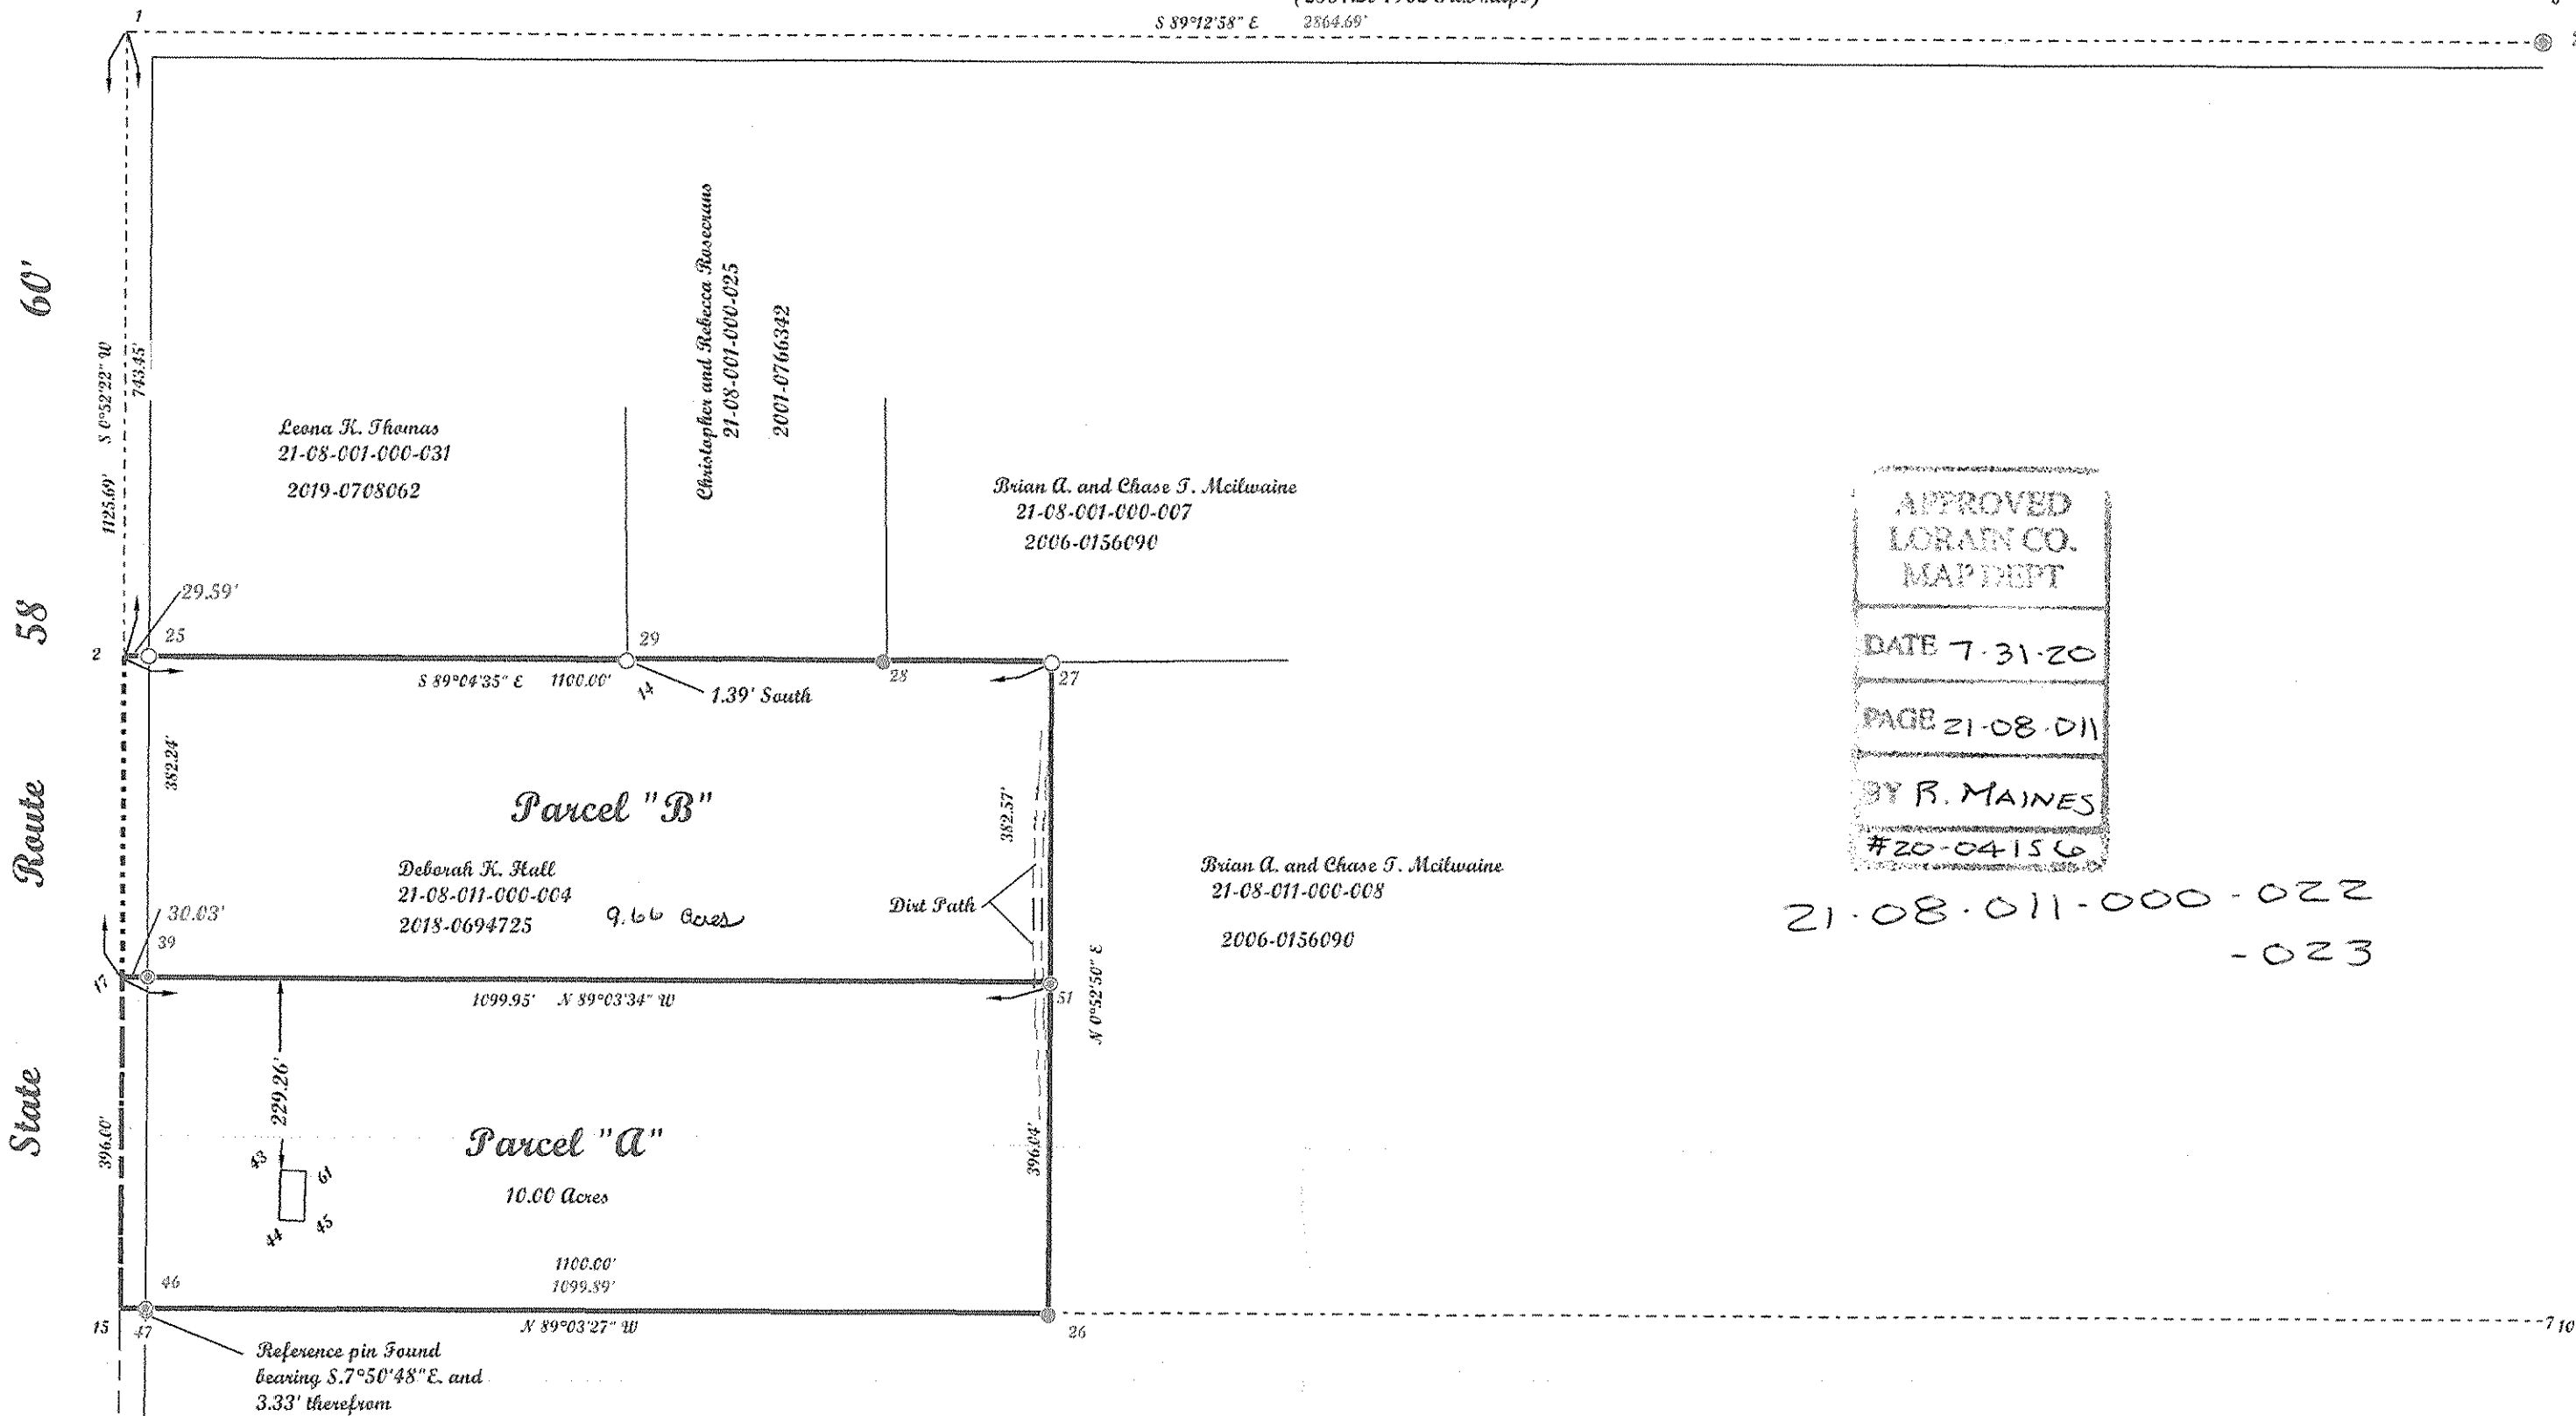 1
S 89°12'58" E 2864.69'
60'
58
Route
State
S 0°52'22" W
743.45'
1125.69'
Christopher and Rebecca Rosecrans
21-08-001-000-025
2001-0766342
Leona K. Thomas
21-08-001-000-031
2019-0708062
Brian A. and Chase T. Mcilwaine
21-08-001-000-007
2006-0156090
APPROVED
LORAIN CO.
MAP DEPT
DATE 7-31-20
PAGE 21-08-011
BY R. MAINES
#20-04156
21-08-011-000-022
-023
29.59'
25
29
2
S 89°04'35" E 1100.00'
14
1.39' South
28
27
382.24'
Parcel "B"
382.57'
Deborah K. Hall
21-08-011-000-004
2018-0694725
9.66 Acres
Dirt Path
Brian A. and Chase T. Mcilwaine
21-08-011-000-008
2006-0156090
30.03'
39
17
1099.95' N 89°03'34" W
51
N 0°52'50" E
229.26'
396.00'
Parcel "A"
10.00 Acres
396.04'
43
61
44
45
1100.00'
1099.89'
46
15
47
N 89°03'27" W
26
7
10
Reference pin Found
bearing S.7°50'48"E. and
3.33' therefrom